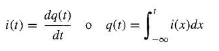 i(t) = dq(t)/dt o q(t) = ∫_{-∞}^{t} i(x)dx